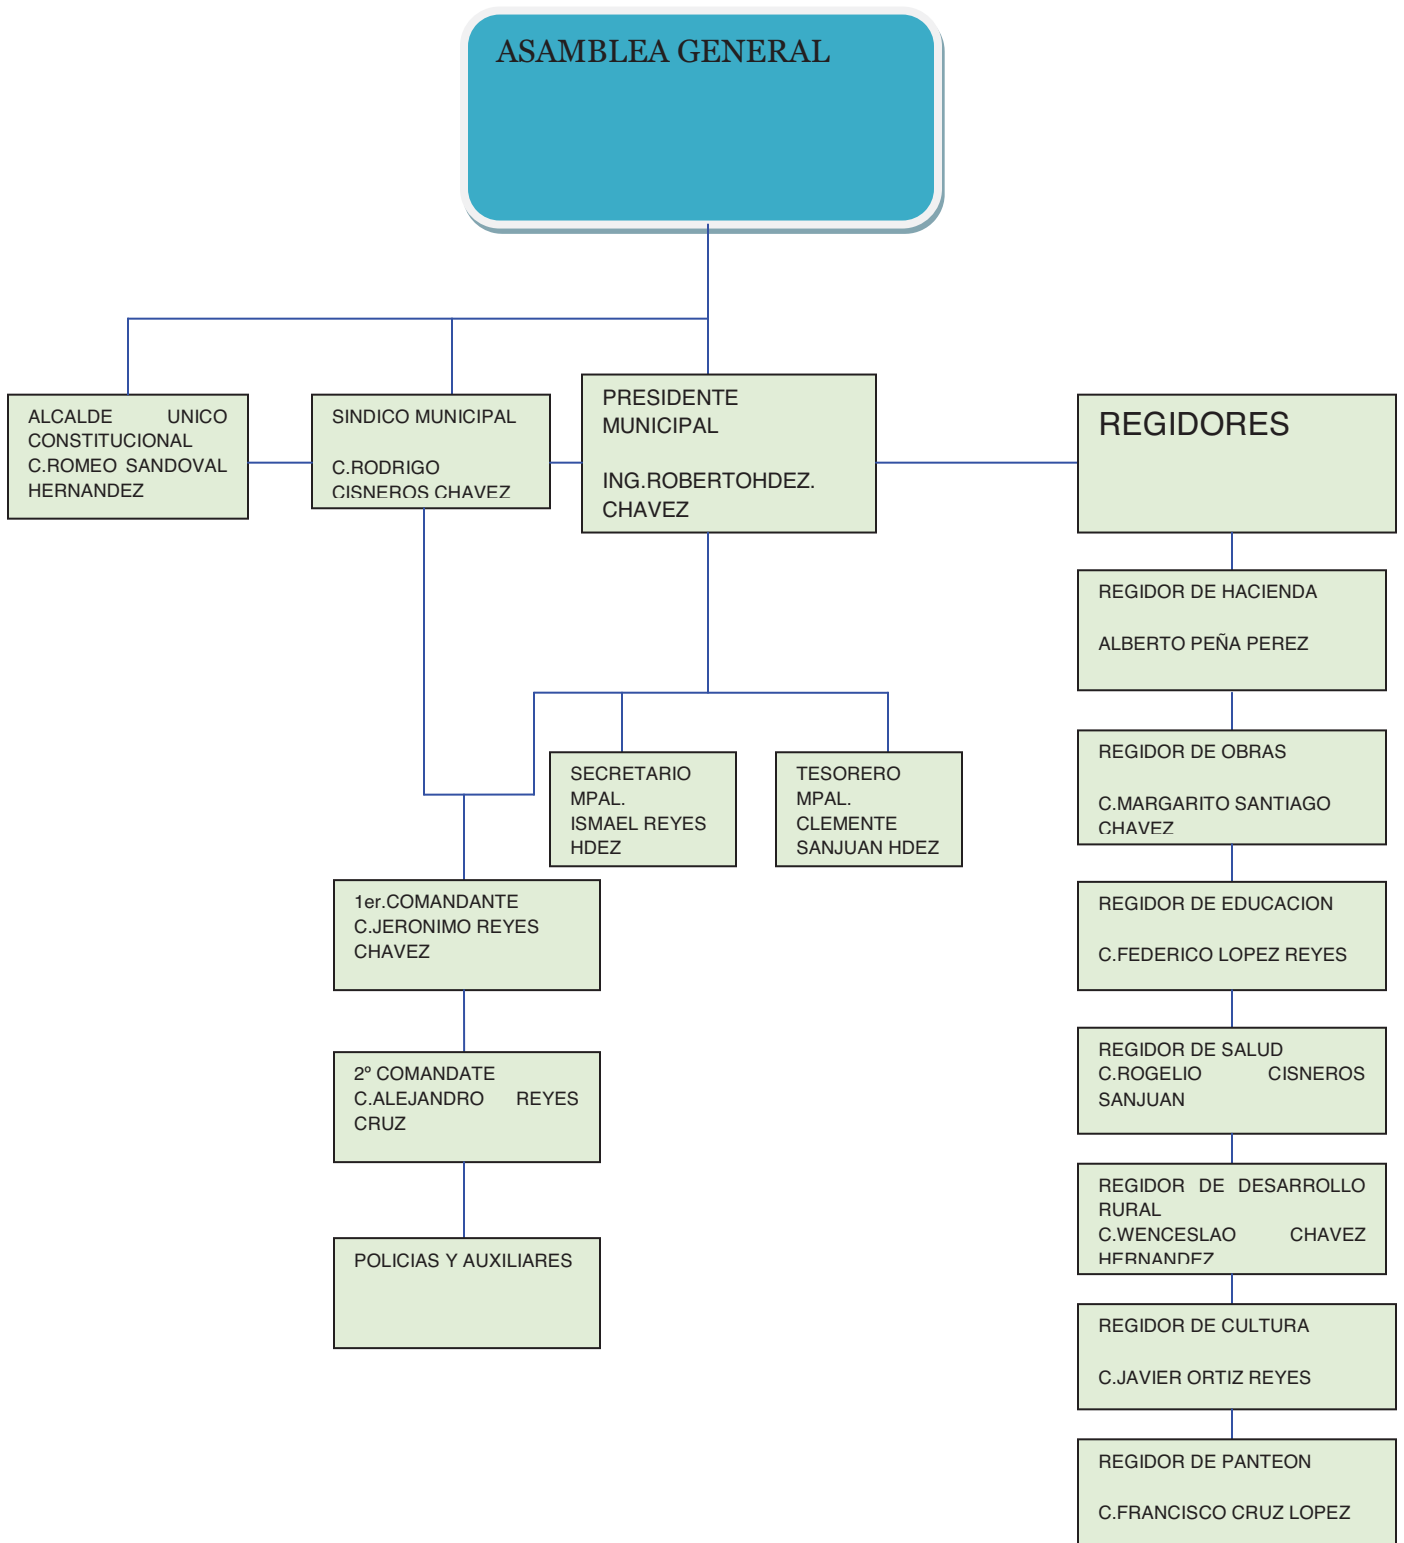 ASAMBLEA GENERAL
ALCALDE UNICO
CONSTITUCIONAL
C.ROMEO SANDOVAL
HERNANDEZ
SINDICO MUNICIPAL
C.RODRIGO
CISNEROS CHAVEZ
PRESIDENTE
MUNICIPAL
ING.ROBERTOHDEZ.
CHAVEZ
REGIDORES
REGIDOR DE HACIENDA
ALBERTO PEÑA PEREZ
REGIDOR DE OBRAS
C.MARGARITO SANTIAGO
CHAVEZ
SECRETARIO
MPAL.
ISMAEL REYES
HDEZ
TESORERO
MPAL.
CLEMENTE
SANJUAN HDEZ
1er.COMANDANTE
C.JERONIMO REYES
CHAVEZ
REGIDOR DE EDUCACION
C.FEDERICO LOPEZ REYES
2º COMANDATE
C.ALEJANDRO REYES
CRUZ
REGIDOR DE SALUD
C.ROGELIO CISNEROS
SANJUAN
REGIDOR DE DESARROLLO
RURAL
C.WENCESLAO CHAVEZ
HERNANDEZ
POLICIAS Y AUXILIARES
REGIDOR DE CULTURA
C.JAVIER ORTIZ REYES
REGIDOR DE PANTEON
C.FRANCISCO CRUZ LOPEZ